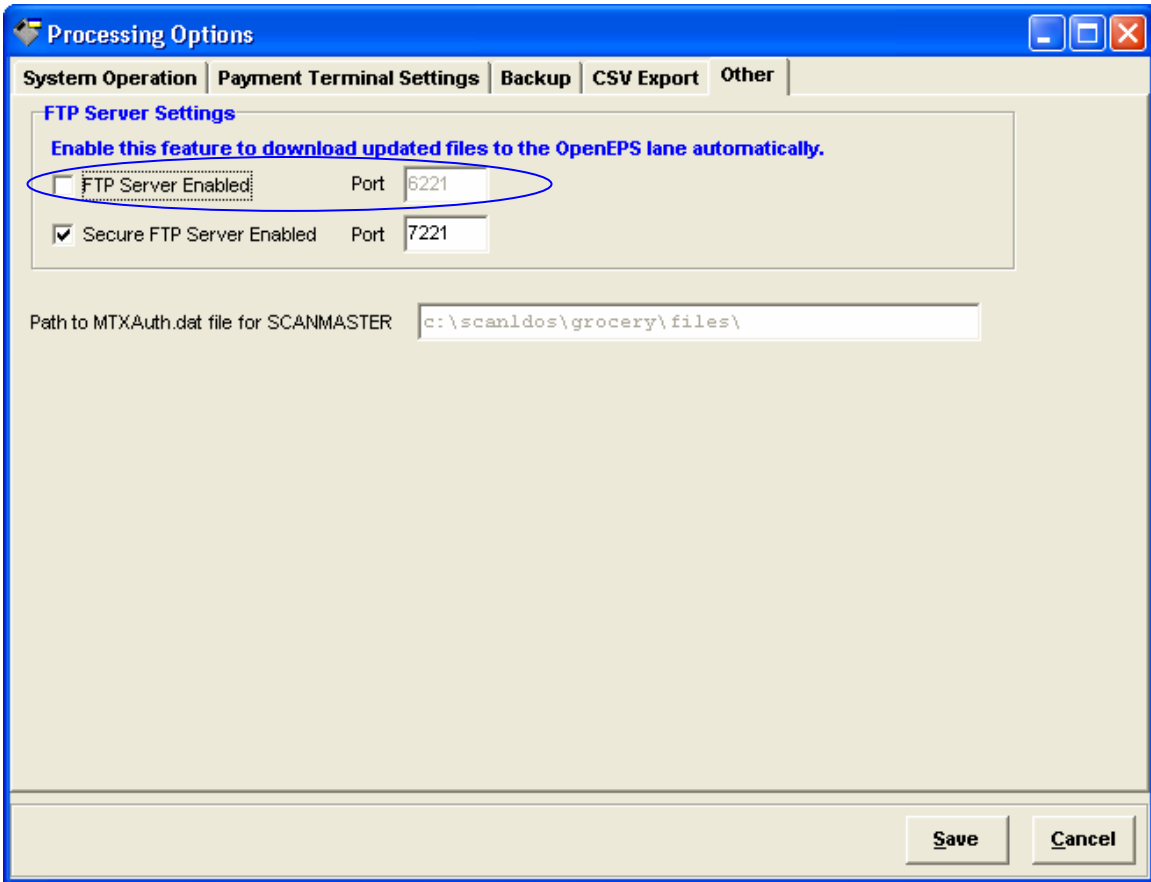 Processing Options
System Operation Payment Terminal Settings Backup CSV Export Other
FTP Server Settings
Enable this feature to download updated files to the OpenEPS lane automatically.
FTP Server Enabled Port 6221
Secure FTP Server Enabled Port 7221
Path to MTXAuth.dat file for SCANMASTER c:\scanldos\grocery\files\
Save Cancel